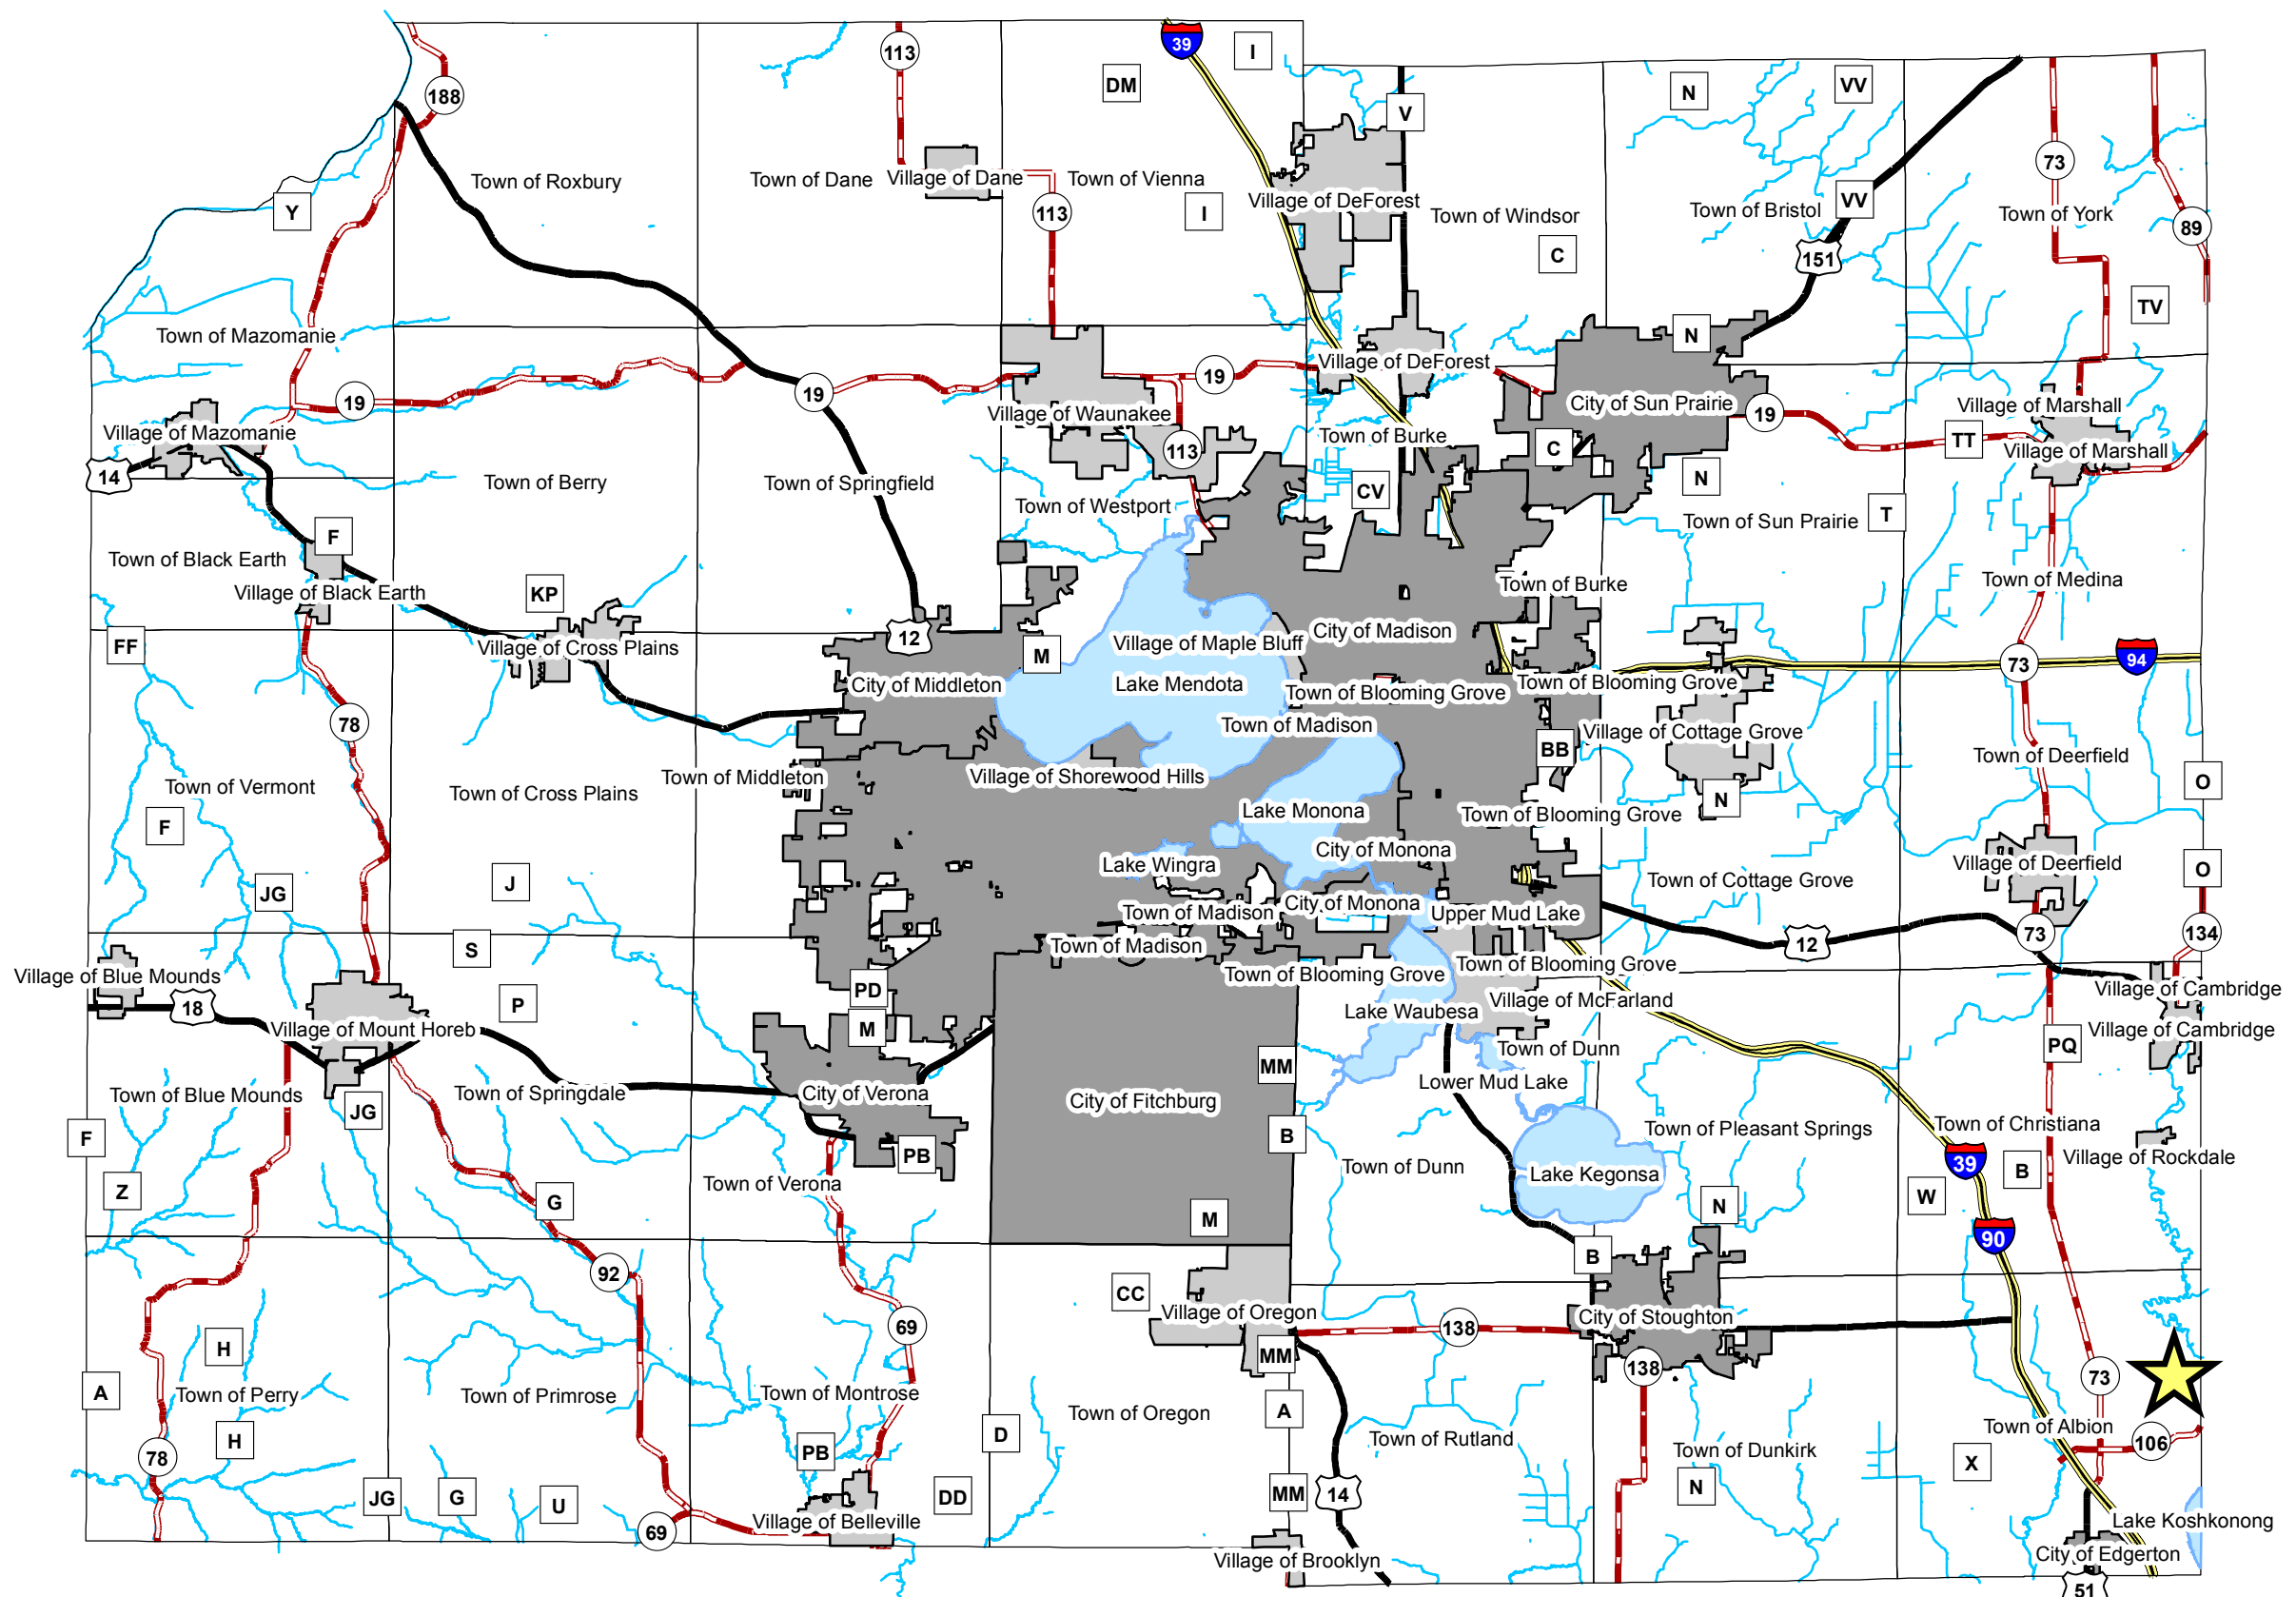 39
I
113
DM
188
V
N
VV
73
Town of Roxbury
Town of Dane
Village of Dane
Town of Vienna
Village of DeForest
VV
Y
113
I
Town of Windsor
Town of Bristol
Town of York
89
C
151
TV
Town of Mazomanie
N
Village of DeForest
19
19
19
Village of Waunakee
City of Sun Prairie
19
Village of Marshall
Village of Mazomanie
Town of Burke
113
C
TT
Village of Marshall
14
Town of Berry
Town of Springfield
CV
N
Town of Westport
Town of Sun Prairie
T
F
Town of Black Earth
Village of Black Earth
KP
Town of Burke
Town of Medina
FF
12
Village of Cross Plains
M
Village of Maple Bluff
City of Madison
94
73
City of Middleton
Lake Mendota
Town of Blooming Grove
Town of Blooming Grove
78
Town of Madison
Village of Cottage Grove
BB
Town of Deerfield
Town of Vermont
Town of Cross Plains
Town of Middleton
Village of Shorewood Hills
O
F
Lake Monona
Town of Blooming Grove
N
JG
J
Lake Wingra
City of Monona
Town of Cottage Grove
Village of Deerfield
O
Town of Madison
City of Monona
Upper Mud Lake
S
Town of Madison
12
73
134
Village of Blue Mounds
Town of Blooming Grove
Town of Blooming Grove
18
P
PD
Lake Waubesa
Village of McFarland
Village of Cambridge
Village of Mount Horeb
M
Village of Cambridge
Town of Dunn
PQ
MM
Town of Blue Mounds
Town of Springdale
City of Verona
City of Fitchburg
Lower Mud Lake
JG
F
B
Town of Pleasant Springs
Town of Christiana
PB
Town of Dunn
39
Village of Rockdale
Z
Town of Verona
Lake Kegonsa
B
G
M
N
W
90
92
B
CC
Village of Oregon
City of Stoughton
69
138
H
MM
138
73
A
Town of Perry
Town of Primrose
Town of Montrose
Town of Oregon
A
D
Town of Albion
H
PB
Town of Rutland
Town of Dunkirk
106
78
X
JG
G
U
DD
MM
14
N
69
Village of Belleville
Lake Koshkonong
Village of Brooklyn
City of Edgerton
51